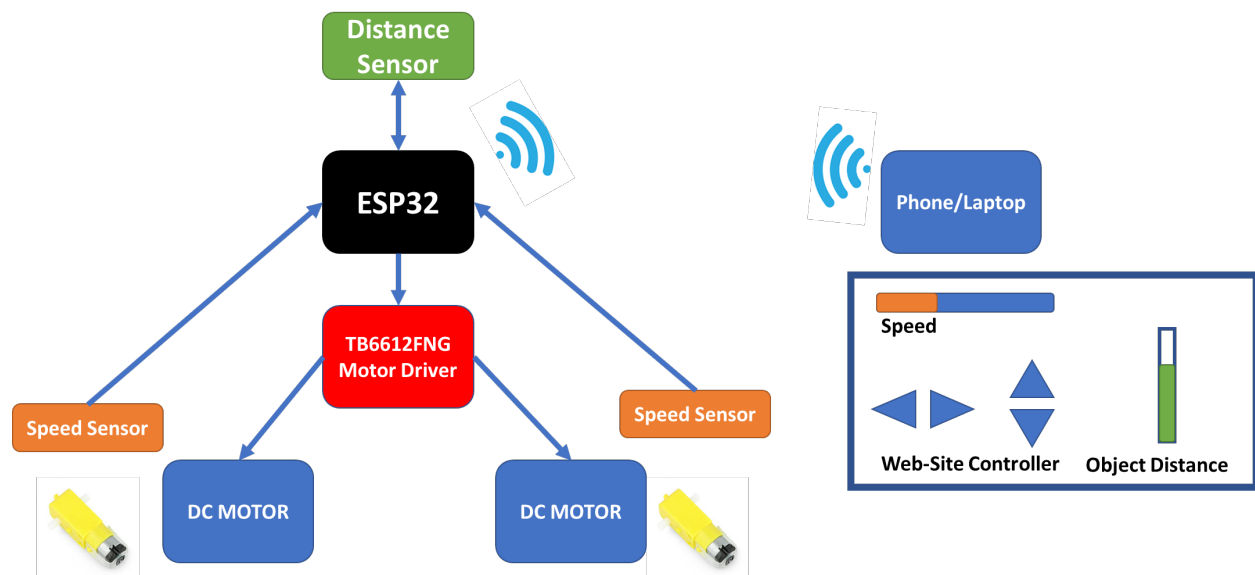 Distance
Sensor
ESP32
Phone/Laptop
TB6612FNG
Motor Driver
Speed Sensor
Speed Sensor
DC MOTOR
DC MOTOR
Speed
Web-Site Controller
Object Distance